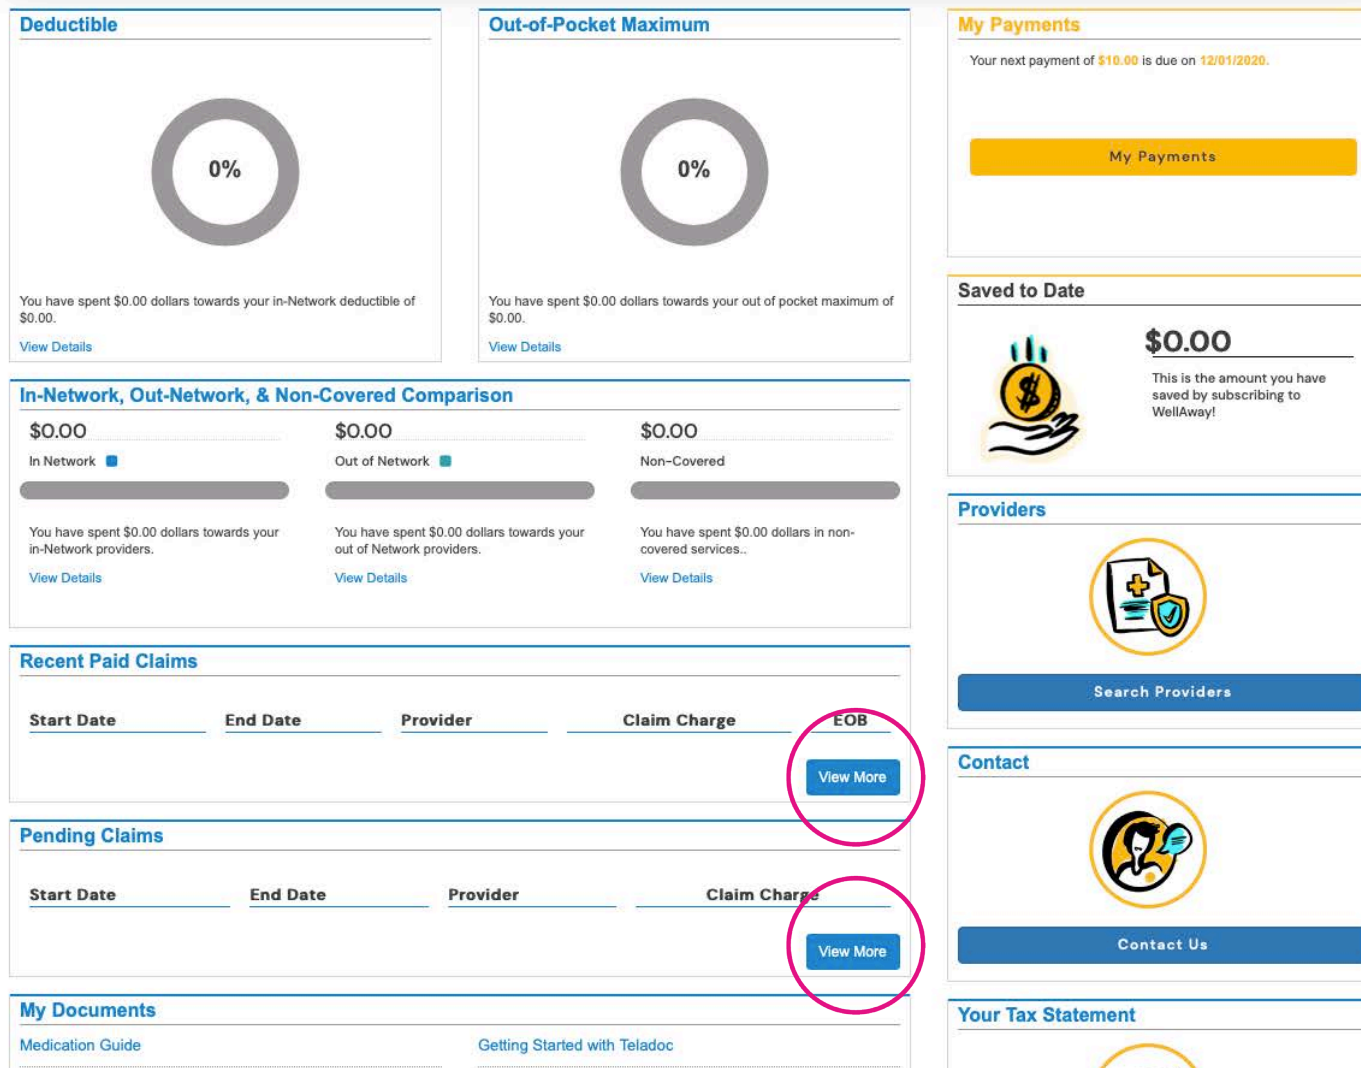 Deductible
0%
You have spent $0.00 dollars towards your in-Network deductible of
$0.00.
View Details
Out-of-Pocket Maximum
0%
You have spent $0.00 dollars towards your out of pocket maximum of
$0.00.
View Details
In-Network, Out-Network, & Non-Covered Comparison
$0.00
In Network
You have spent $0.00 dollars towards your
in-Network providers.
View Details
$0.00
Out of Network
You have spent $0.00 dollars towards your
out of Network providers.
View Details
$0.00
Non-Covered
You have spent $0.00 dollars in non-
covered services..
View Details
Recent Paid Claims
Start Date End Date Provider Claim Charge EOB
View More
Pending Claims
Start Date End Date Provider Claim Charge
View More
My Documents
Medication Guide
Getting Started with Teladoc
My Payments
Your next payment of $10.00 is due on 12/01/2020.
My Payments
Saved to Date
$0.00
This is the amount you have
saved by subscribing to
WellAway!
Providers
Search Providers
Contact
Contact Us
Your Tax Statement